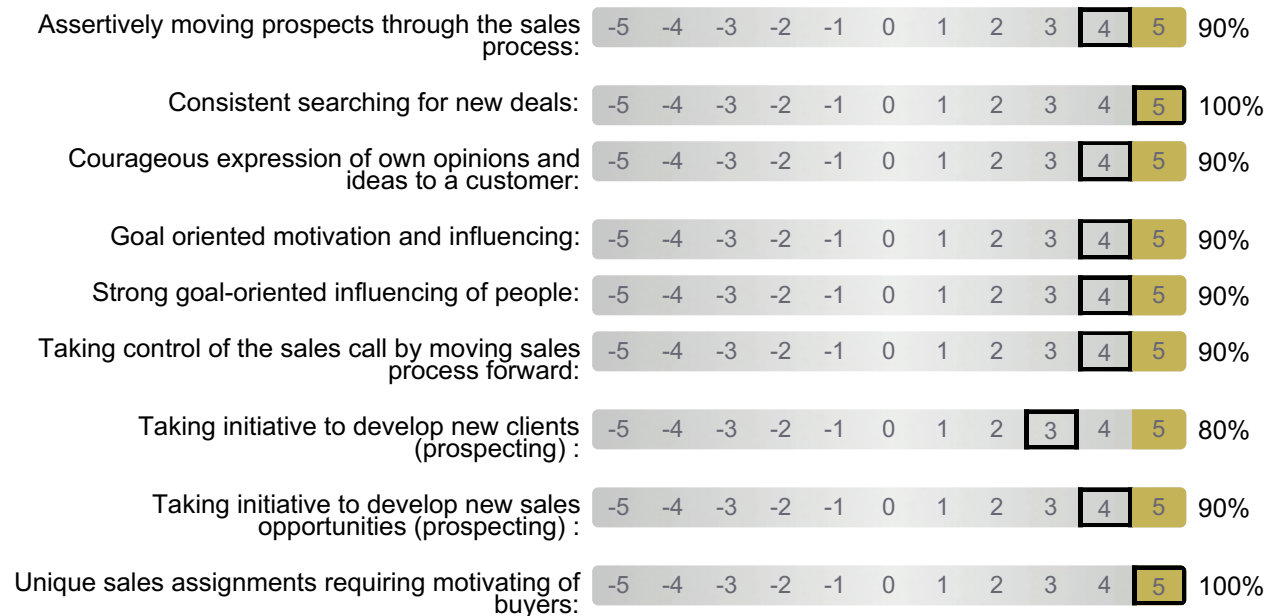 Assertively moving prospects through the sales
process:
-5 -4 -3 -2 -1 0 1 2 3 4 5 90%
Consistent searching for new deals:
-5 -4 -3 -2 -1 0 1 2 3 4 5 100%
Courageous expression of own opinions and
ideas to a customer:
-5 -4 -3 -2 -1 0 1 2 3 4 5 90%
Goal oriented motivation and influencing:
-5 -4 -3 -2 -1 0 1 2 3 4 5 90%
Strong goal-oriented influencing of people:
-5 -4 -3 -2 -1 0 1 2 3 4 5 90%
Taking control of the sales call by moving sales
process forward:
-5 -4 -3 -2 -1 0 1 2 3 4 5 90%
Taking initiative to develop new clients
(prospecting) :
-5 -4 -3 -2 -1 0 1 2 3 4 5 80%
Taking initiative to develop new sales
opportunities (prospecting) :
-5 -4 -3 -2 -1 0 1 2 3 4 5 90%
Unique sales assignments requiring motivating of
buyers:
-5 -4 -3 -2 -1 0 1 2 3 4 5 100%